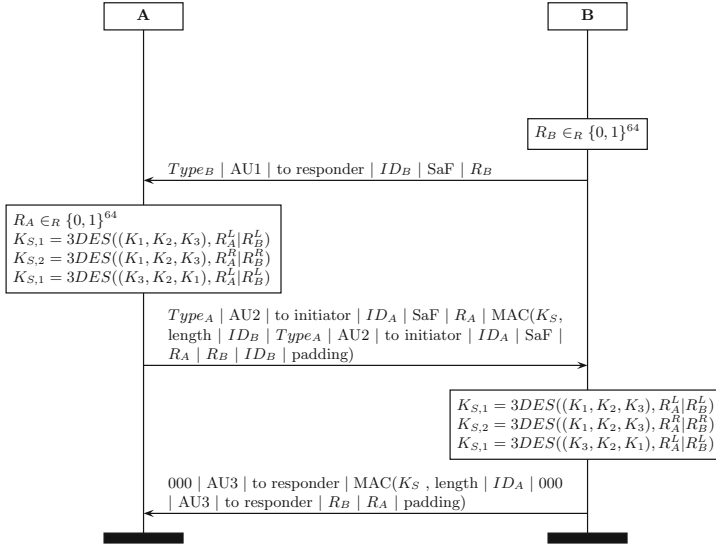 A
B
R_B ∈_R {0, 1}^64
Type_B | AU1 | to responder | ID_B | SaF | R_B
R_A ∈_R {0, 1}^64
K_{S,1} = 3DES((K_1, K_2, K_3), R_A^L|R_B^L)
K_{S,2} = 3DES((K_1, K_2, K_3), R_A^R|R_B^R)
K_{S,1} = 3DES((K_3, K_2, K_1), R_A^L|R_B^L)
Type_A | AU2 | to initiator | ID_A | SaF | R_A | MAC(K_S,
length | ID_B | Type_A | AU2 | to initiator | ID_A | SaF |
R_A | R_B | ID_B | padding)
K_{S,1} = 3DES((K_1, K_2, K_3), R_A^L|R_B^L)
K_{S,2} = 3DES((K_1, K_2, K_3), R_A^R|R_B^R)
K_{S,1} = 3DES((K_3, K_2, K_1), R_A^L|R_B^L)
000 | AU3 | to responder | MAC(K_S , length | ID_A | 000
| AU3 | to responder | R_B | R_A | padding)